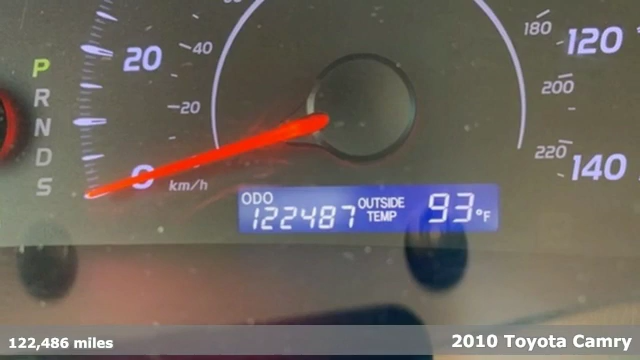 180
120
20
40
P
200
R
20
N
D
220
140
0
km/h
S
ODO
122487 OUTSIDE TEMP 93°F
122,486 miles
2010 Toyota Camry